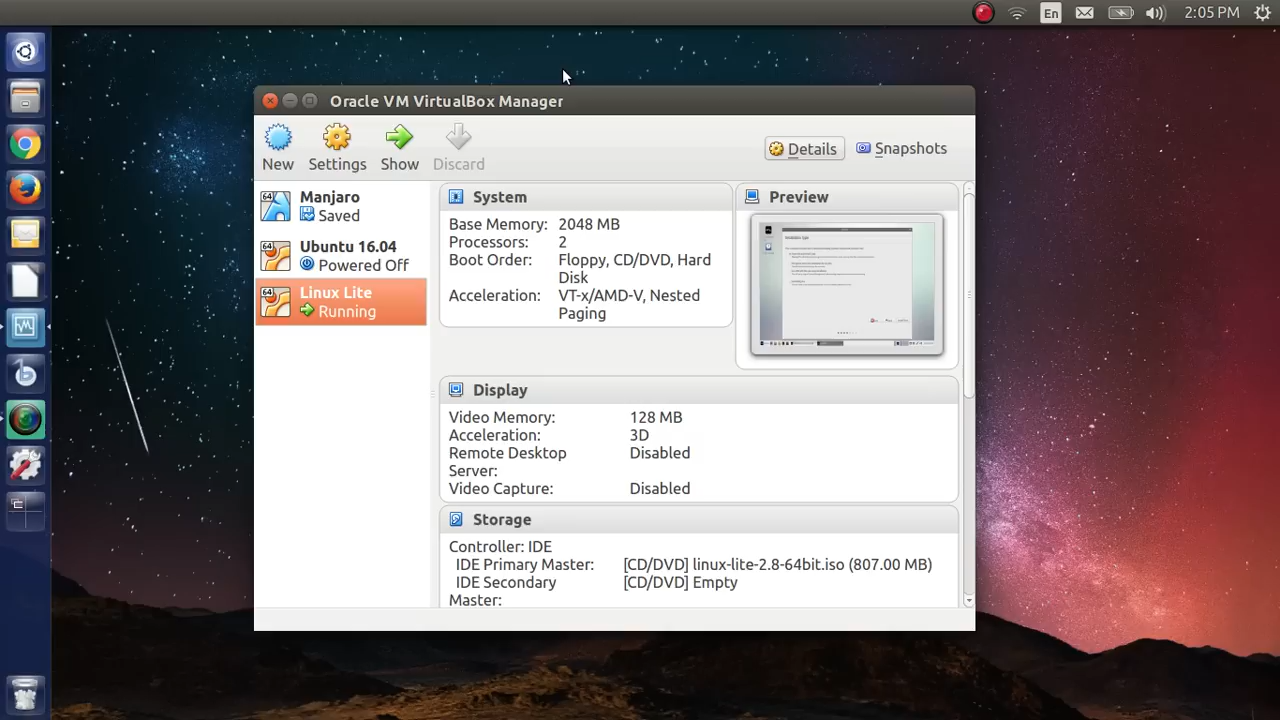 En
2:05 PM
Oracle VM VirtualBox Manager
New
Settings
Show
Discard
Details
Snapshots
64
Manjaro
Saved
64
Ubuntu 16.04
Powered Off
64
Linux Lite
Running
System
Base Memory: 2048 MB
Processors: 2
Boot Order: Floppy, CD/DVD, Hard
Disk
Acceleration: VT-x/AMD-V, Nested
Paging
Preview
Display
Video Memory: 128 MB
Acceleration: 3D
Remote Desktop Disabled
Server:
Video Capture: Disabled
Storage
Controller: IDE
IDE Primary Master: [CD/DVD] linux-lite-2.8-64bit.iso (807.00 MB)
IDE Secondary [CD/DVD] Empty
Master: